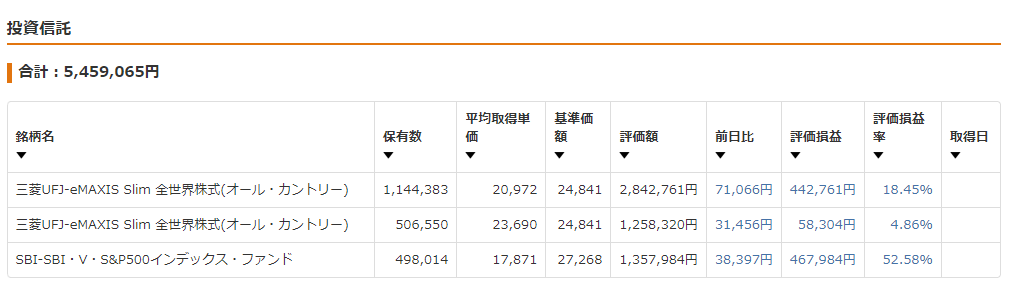 投資信託
合計：5,459,065円
銘柄名 保有数 平均取得単価 基準価額 評価額 前日比 評価損益 評価損益率 取得日
▼ ▼ ▼ ▼ ▼ ▼ ▼ ▼ ▼
三菱UFJ-eMAXIS Slim 全世界株式(オール・カントリー) 1,144,383 20,972 24,841 2,842,761円 71,066円 442,761円 18.45%
三菱UFJ-eMAXIS Slim 全世界株式(オール・カントリー) 506,550 23,690 24,841 1,258,320円 31,456円 58,304円 4.86%
SBI-SBI・V・S&P500インデックス・ファンド 498,014 17,871 27,268 1,357,984円 38,397円 467,984円 52.58%